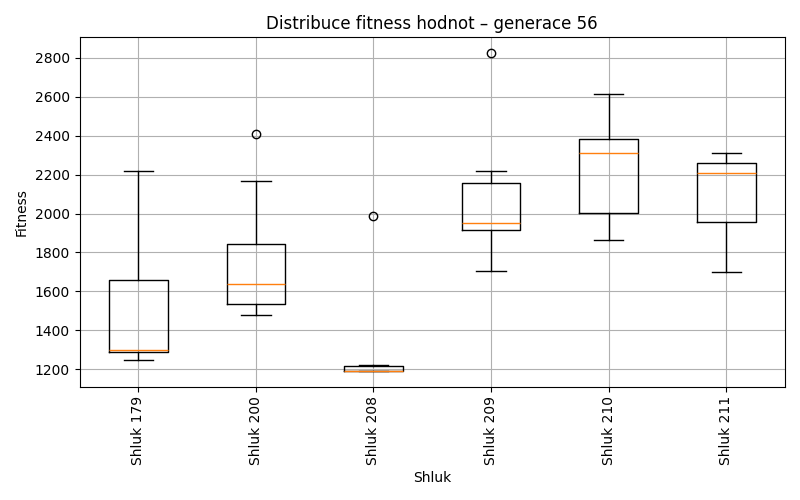 Distribuce fitness hodnot – generace 56
Fitness
2800
2600
2400
2200
2000
1800
1600
1400
1200
Shluk 179
Shluk 200
Shluk 208
Shluk 209
Shluk 210
Shluk 211
Shluk